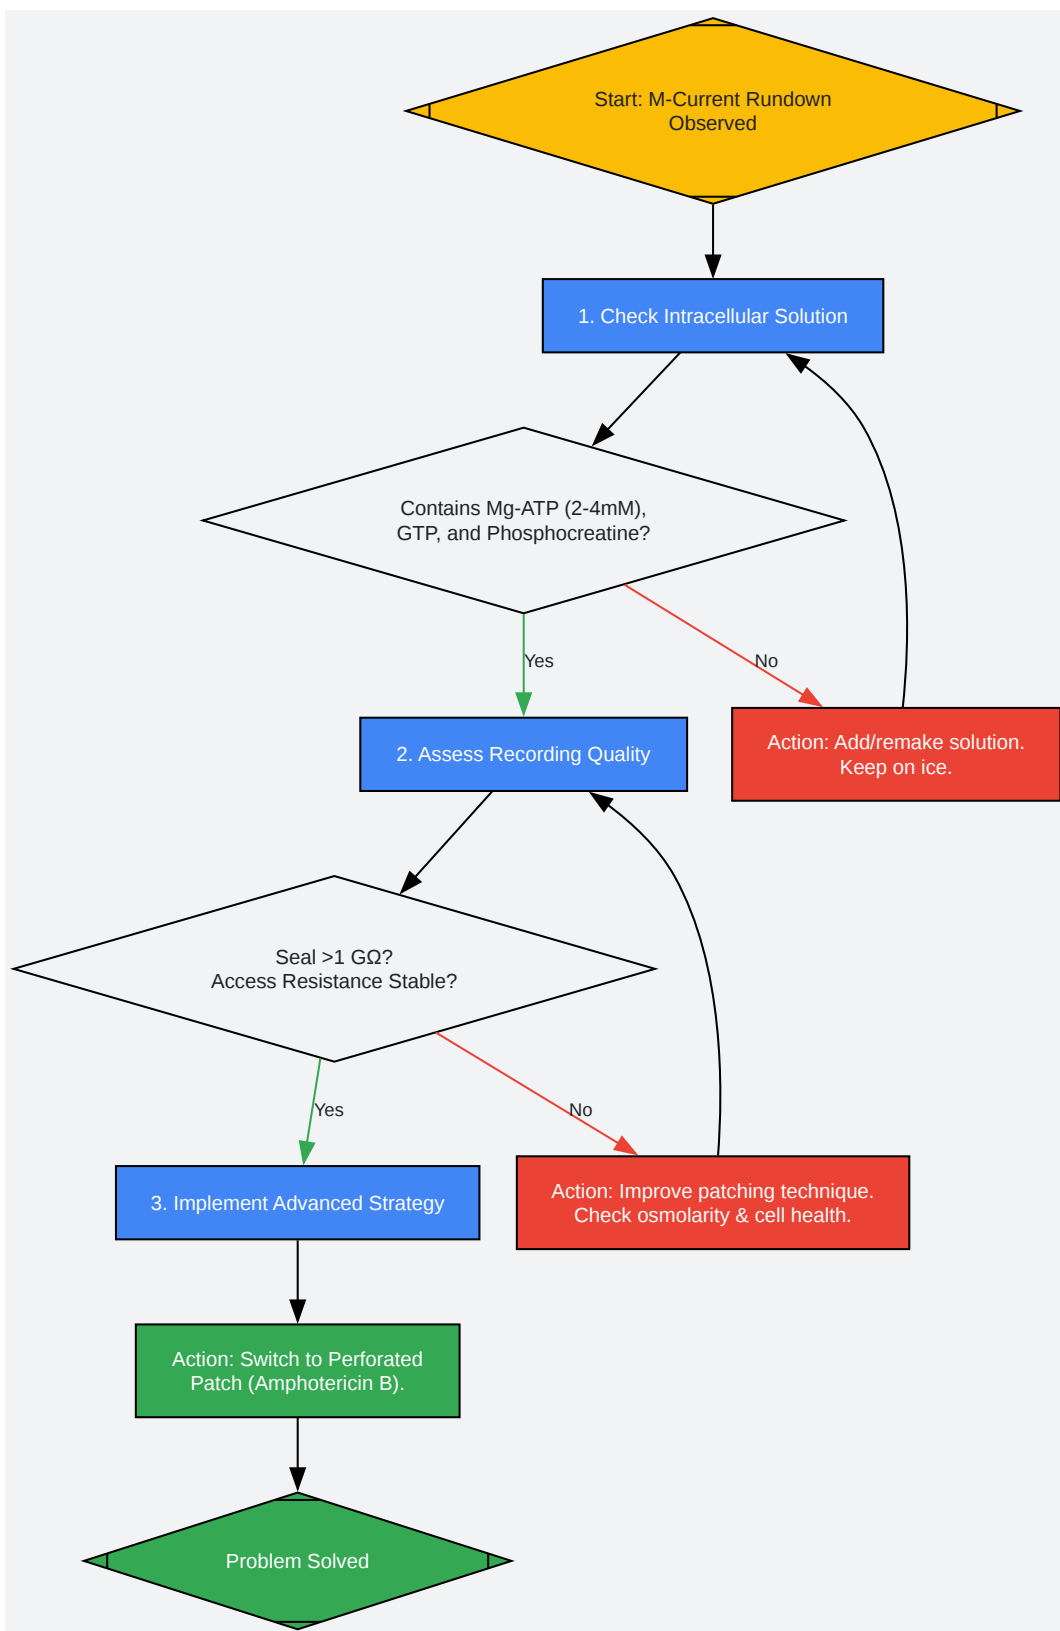 Start: M-Current Rundown
Observed
1. Check Intracellular Solution
Contains Mg-ATP (2-4mM),
GTP, and Phosphocreatine?
Yes
No
2. Assess Recording Quality
Action: Add/remake solution.
Keep on ice.
Seal >1 GΩ?
Access Resistance Stable?
Yes
No
3. Implement Advanced Strategy
Action: Improve patching technique.
Check osmolarity & cell health.
Action: Switch to Perforated
Patch (Amphotericin B).
Problem Solved